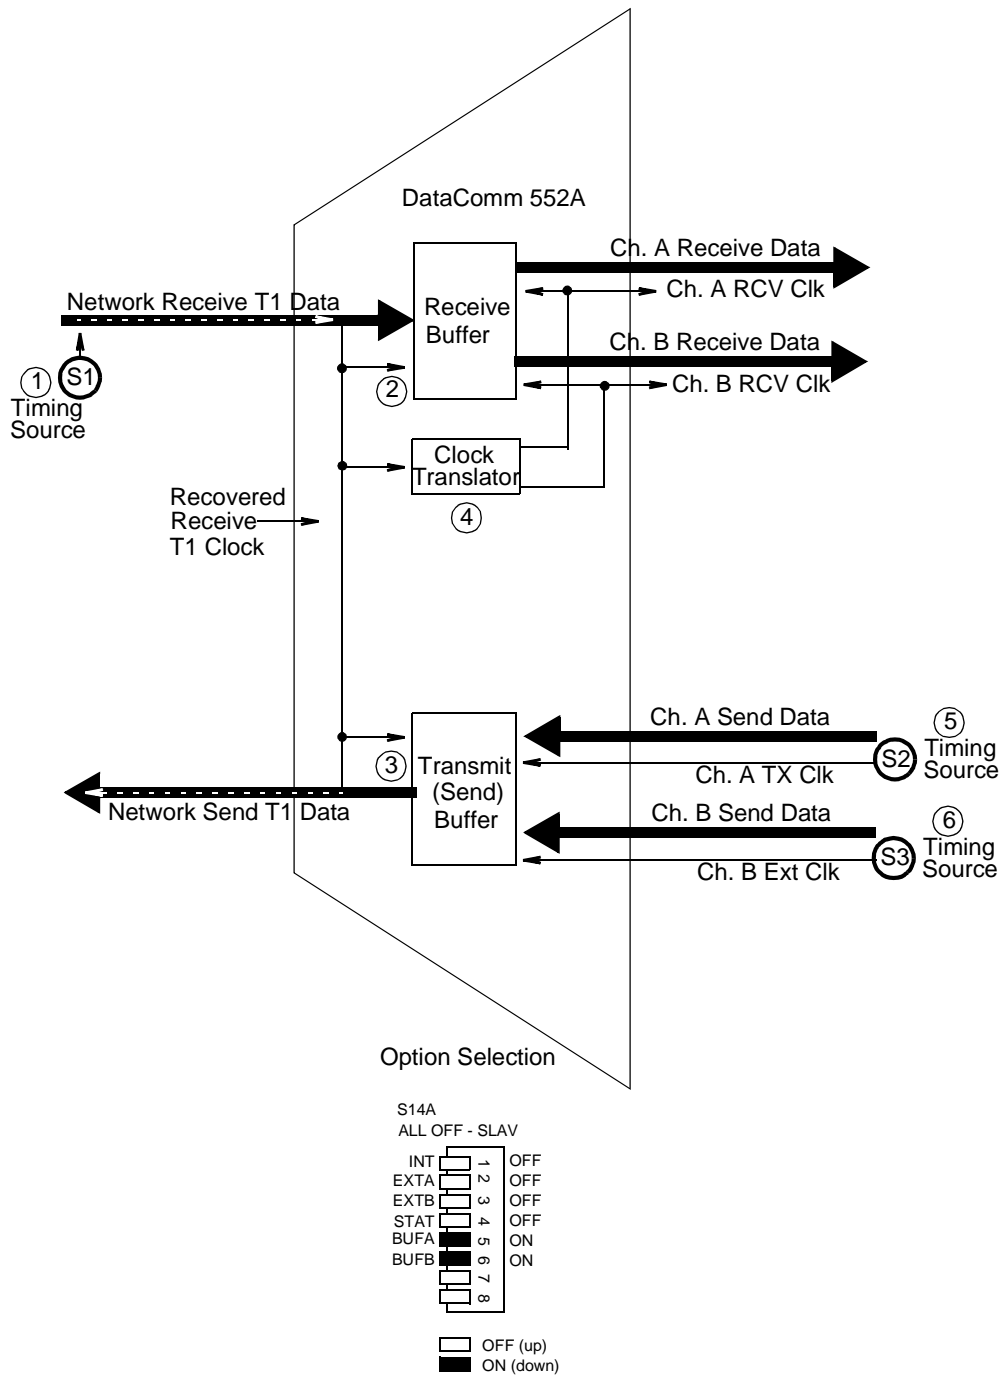 DataComm 552A
Ch. A Receive Data
Network Receive T1 Data
Receive
Buffer
Ch. A RCV Clk
Ch. B Receive Data
1
S1
2
Ch. B RCV Clk
Timing
Source
Clock
Translator
4
Recovered
Receive
T1 Clock
Ch. A Send Data
5
Timing
Source
S2
3
Transmit
(Send)
Buffer
Ch. A TX Clk
Network Send T1 Data
Ch. B Send Data
6
Timing
Source
S3
Ch. B Ext Clk
Option Selection
S14A
ALL OFF - SLAV
INT 1 OFF
EXTA 2 OFF
EXTB 3 OFF
STAT 4 OFF
BUFA 5 ON
BUFB 6 ON
7
8
OFF (up)
ON (down)